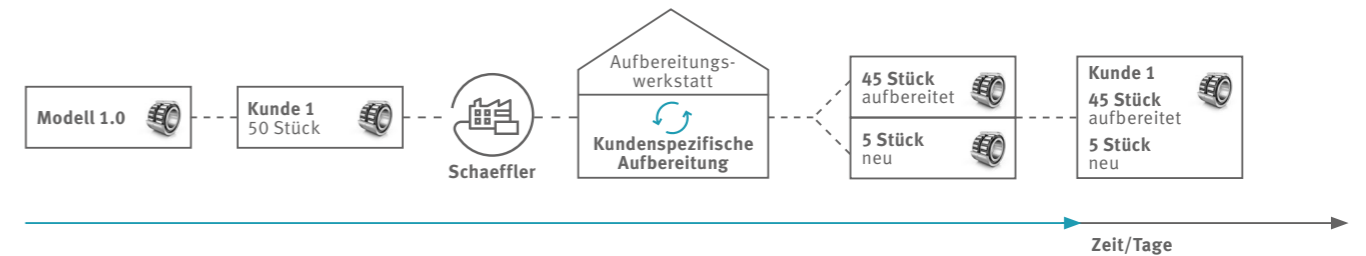 Modell 1.0
Kunde 1
50 Stück
Schaeffler
Aufbereitungs-
werkstatt
Kundenspezifische
Aufbereitung
45 Stück
aufbereitet
5 Stück
neu
Kunde 1
45 Stück
aufbereitet
5 Stück
neu
Zeit/Tage